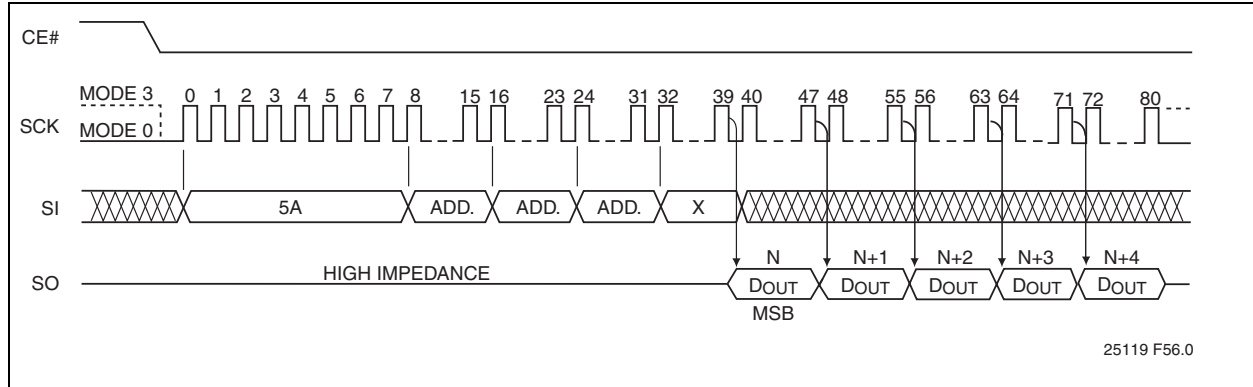 CE#
MODE 3
0 1 2 3 4 5 6 7 8 15 16 23 24 31 32 39 40 47 48 55 56 63 64 71 72 80
SCK
MODE 0
SI 5A ADD. ADD. ADD. X
N N+1 N+2 N+3 N+4
HIGH IMPEDANCE
SO DOUT DOUT DOUT DOUT DOUT
MSB
25119 F56.0